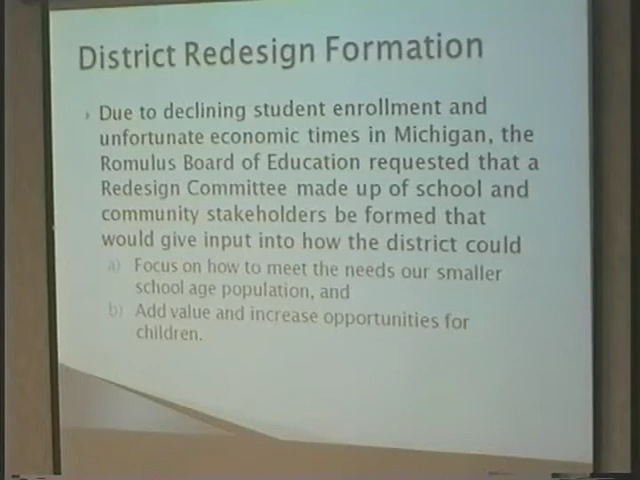 District Redesign Formation
Due to declining student enrollment and
unfortunate economic times in Michigan, the
Romulus Board of Education requested that a
Redesign Committee made up of school and
community stakeholders be formed that
would give input into how the district could
a) Focus on how to meet the needs our smaller
school age population, and
b) Add value and increase opportunities for
children.